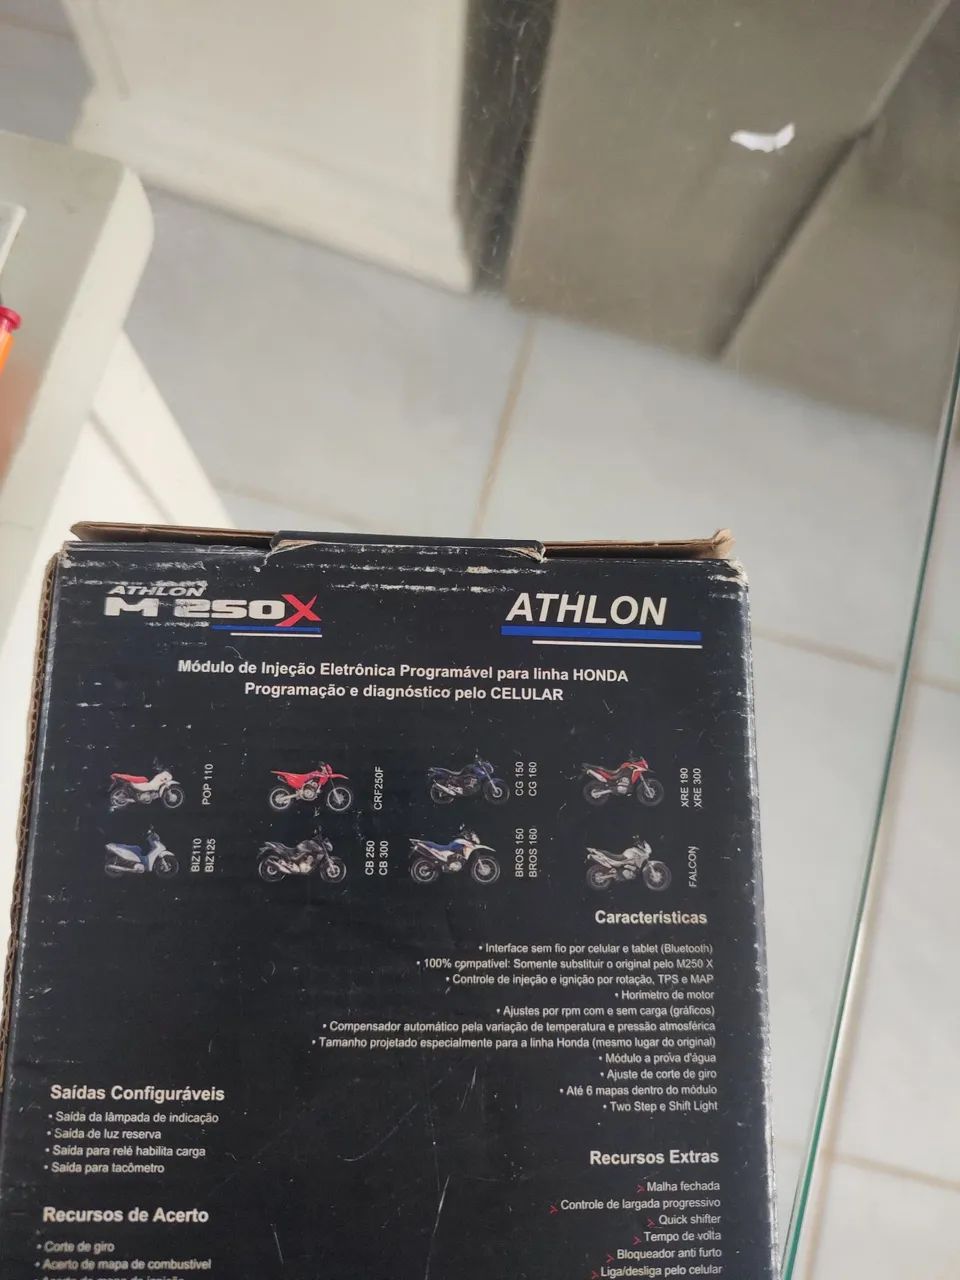 ATHLON
M 250X
ATHLON
Módulo de Injeção Eletrônica Programável para linha HONDA
Programação e diagnóstico pelo CELULAR
POP 110
CRF250F
CG 150
CG 160
XRE 190
XRE 300
BIZ110
BIZ125
CB 250
CB 300
BROS 150
BROS 160
FALCON
Características
• Interface sem fio por celular e tablet (Bluetooth)
• 100% compatível: Somente substituir o original pelo M250 X
• Controle de injeção e ignição por rotação, TPS e MAP
• Horímetro de motor
• Ajustes por rpm com e sem carga (gráficos)
• Compensador automático pela variação de temperatura e pressão atmosférica
• Tamanho projetado especialmente para a linha Honda (mesmo lugar do original)
• Módulo a prova d'água
• Ajuste de corte de giro
• Até 6 mapas dentro do módulo
• Two Step e Shift Light
Saídas Configuráveis
• Saída da lâmpada de indicação
• Saída de luz reserva
• Saída para relé habilita carga
• Saída para tacômetro
Recursos Extras
> Malha fechada
> Controle de largada progressivo
> Quick shifter
> Tempo de volta
> Bloqueador anti furto
> Liga/desliga pelo celular
Recursos de Acerto
• Corte de giro
• Acerto de mapa de combustível